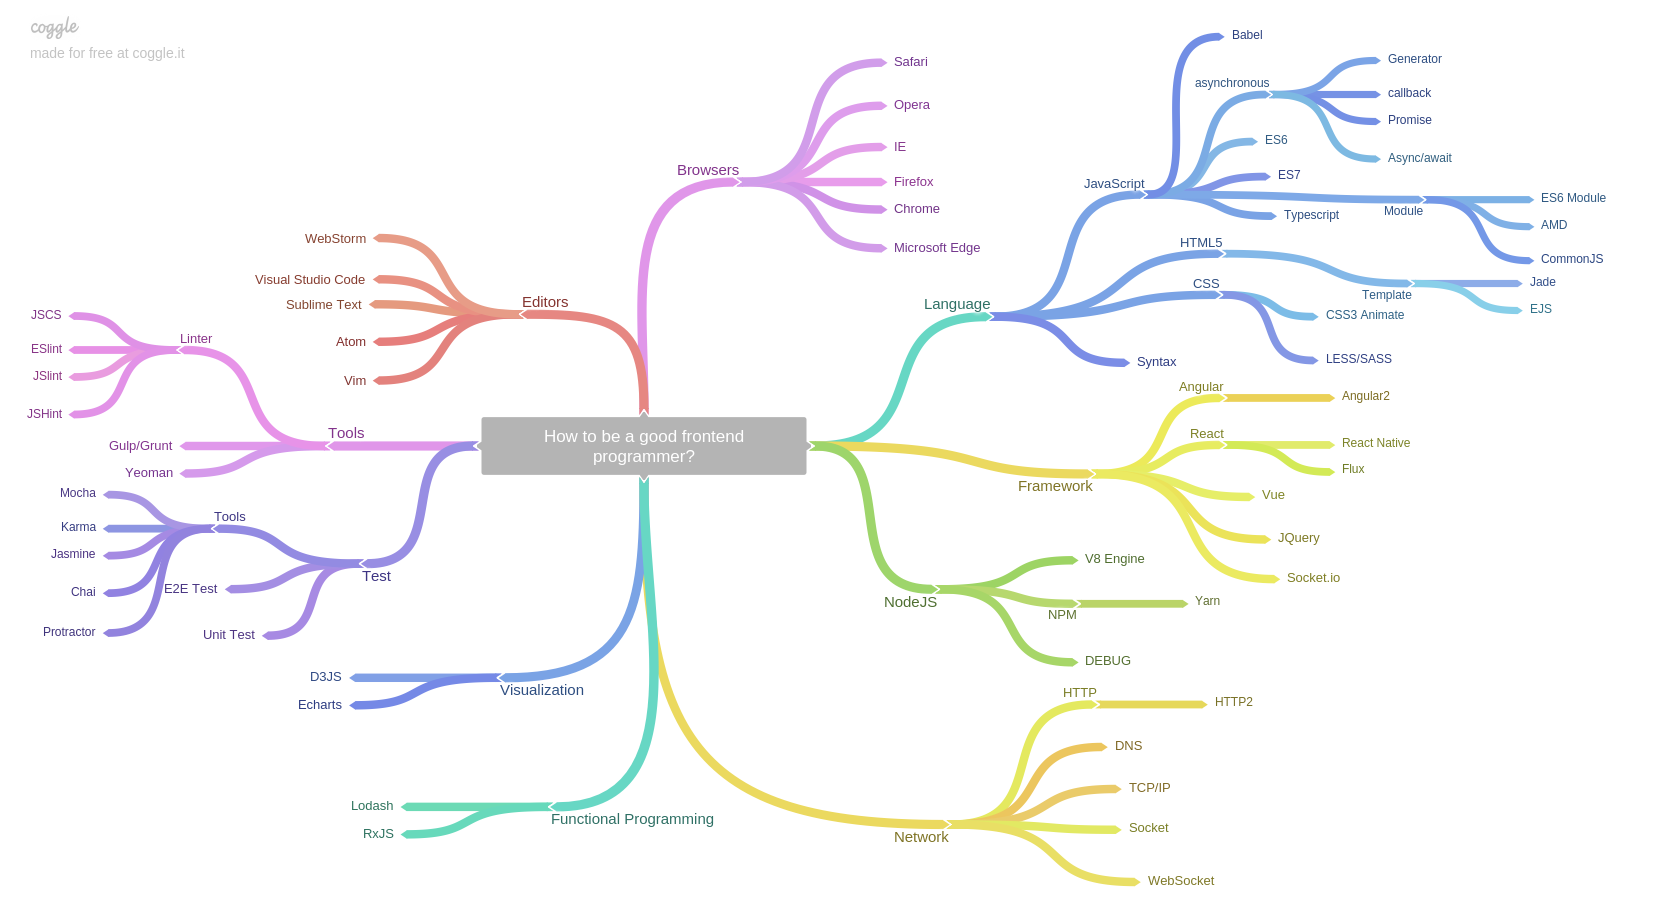 coggle
made for free at coggle.it
How to be a good frontend
programmer?
Browsers
Safari
Opera
IE
Firefox
Chrome
Microsoft Edge
Language
JavaScript
Babel
asynchronous
Generator
callback
Promise
Async/await
ES6
ES7
Module
ES6 Module
AMD
CommonJS
Typescript
HTML5
Template
Jade
EJS
CSS
CSS3 Animate
LESS/SASS
Syntax
Framework
Angular
Angular2
React
React Native
Flux
Vue
JQuery
Socket.io
NodeJS
V8 Engine
NPM
Yarn
DEBUG
Network
HTTP
HTTP2
DNS
TCP/IP
Socket
WebSocket
Editors
WebStorm
Visual Studio Code
Sublime Text
Atom
Vim
Tools
Linter
JSCS
ESlint
JSlint
JSHint
Gulp/Grunt
Yeoman
Test
Tools
Mocha
Karma
Jasmine
Chai
Protractor
E2E Test
Unit Test
Visualization
D3JS
Echarts
Functional Programming
Lodash
RxJS